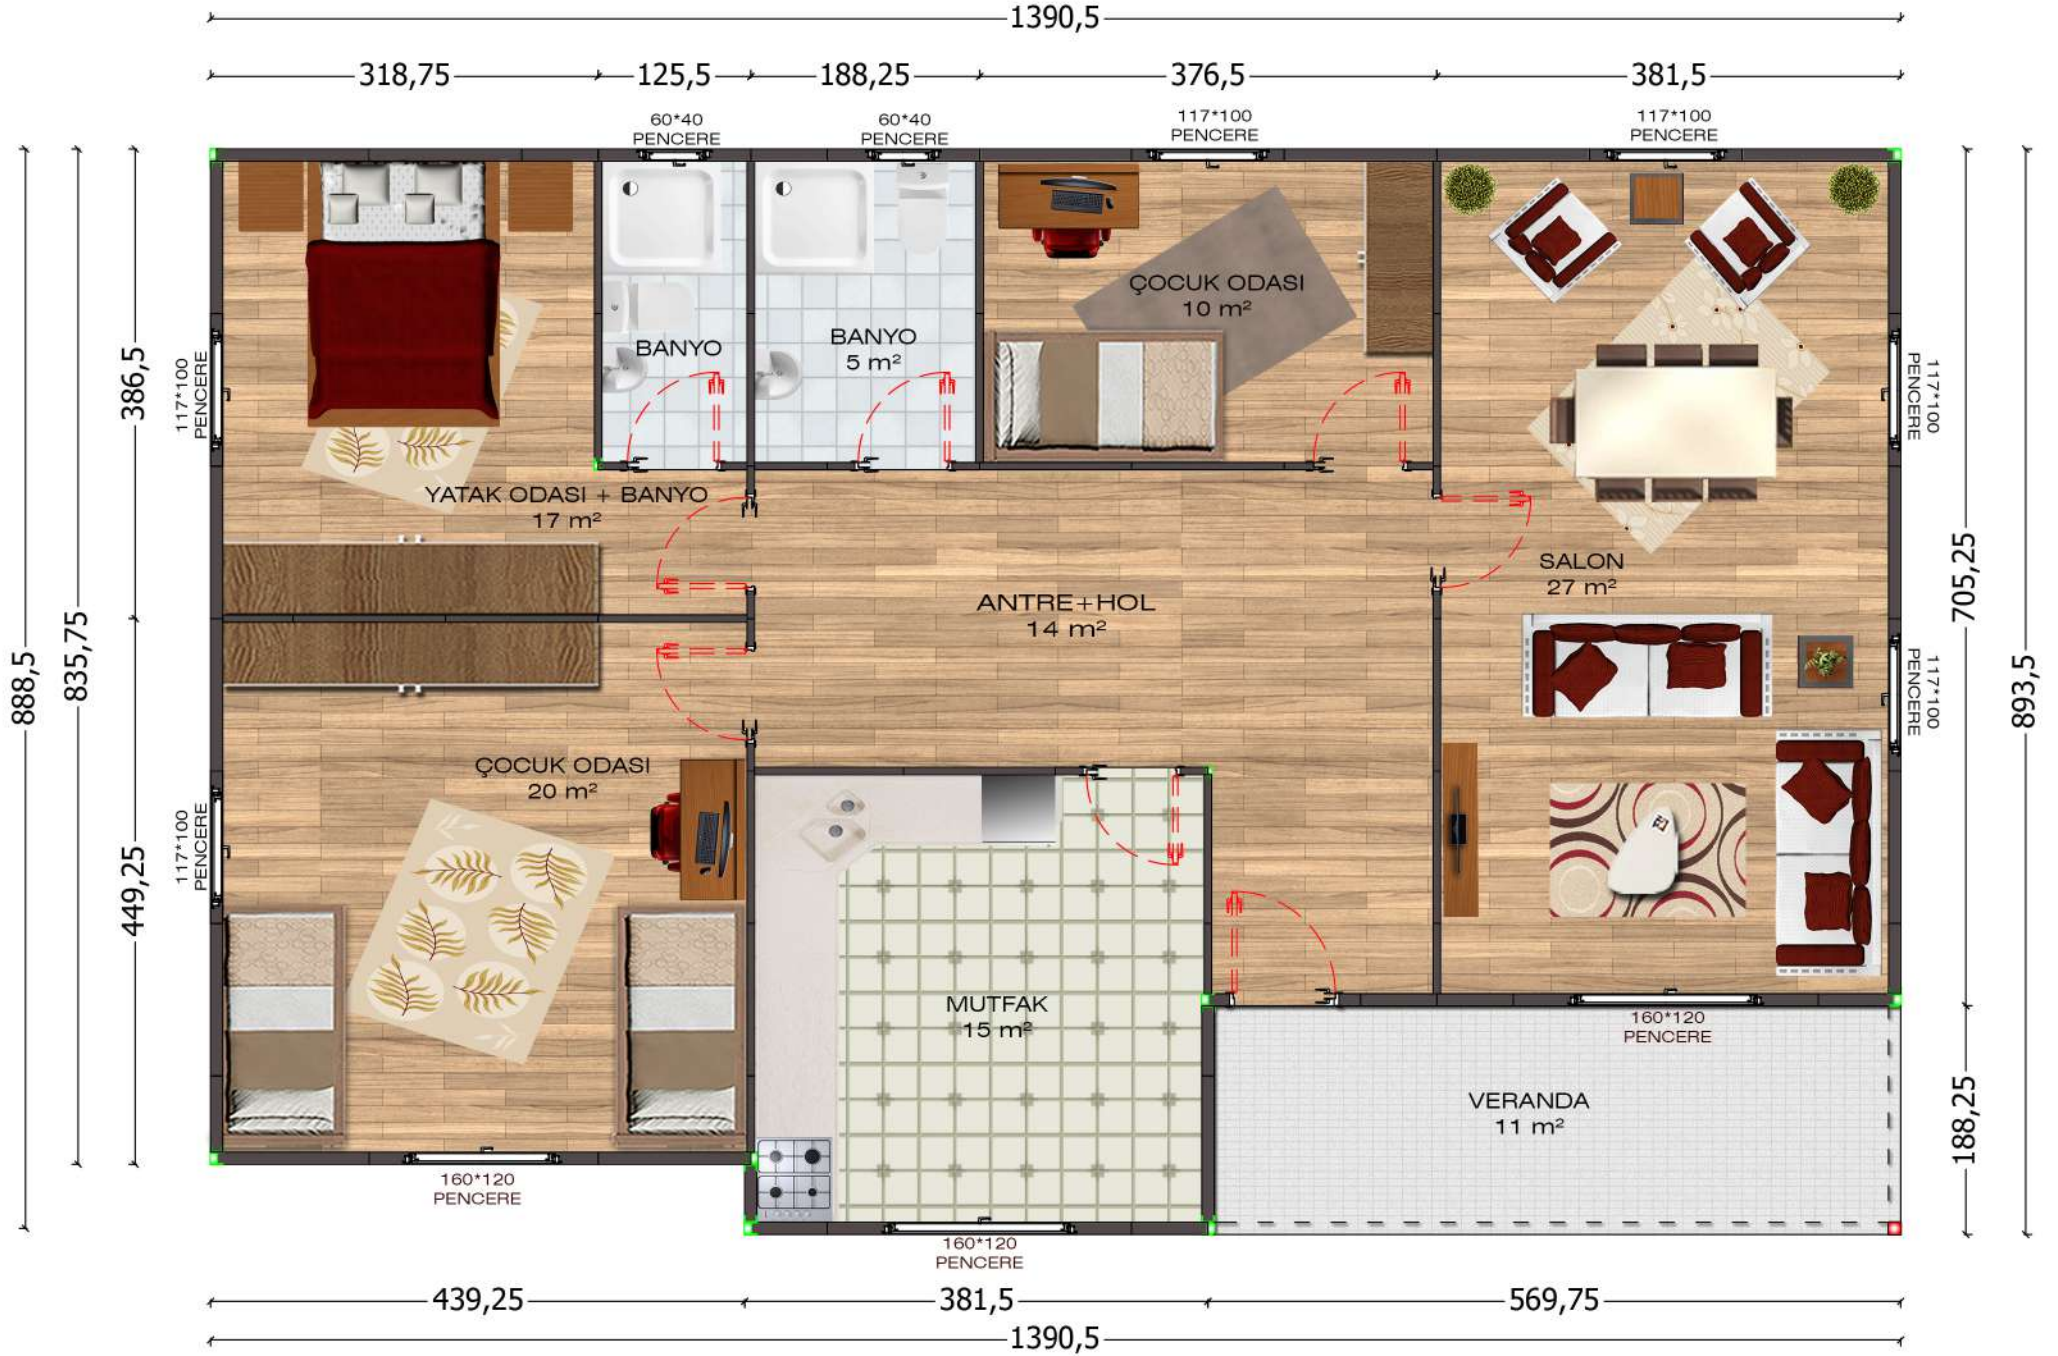 1390,5
318,75
125,5
188,25
376,5
381,5
60*40
PENCERE
60*40
PENCERE
117*100
PENCERE
117*100
PENCERE
888,5
835,75
386,5
449,25
117*100
PENCERE
117*100
PENCERE
BANYO
BANYO
5 m²
ÇOCUK ODASI
10 m²
YATAK ODASI + BANYO
17 m²
ANTRE+HOL
14 m²
SALON
27 m²
ÇOCUK ODASI
20 m²
MUTFAK
15 m²
VERANDA
11 m²
117*100
PENCERE
117*100
PENCERE
705,25
188,25
893,5
160*120
PENCERE
160*120
PENCERE
160*120
PENCERE
439,25
381,5
569,75
1390,5